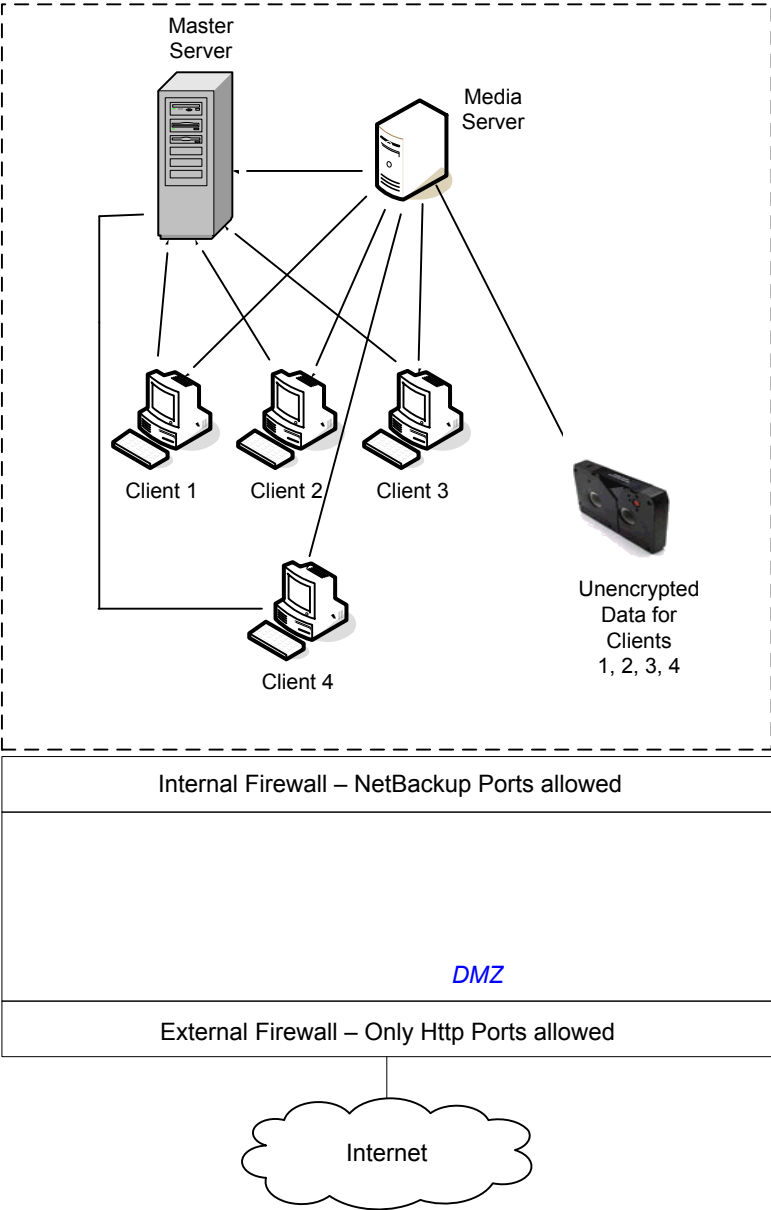 Master
Server
Media
Server
Client 1
Client 2
Client 3
Unencrypted
Data for
Clients
1, 2, 3, 4
Client 4
Internal Firewall – NetBackup Ports allowed
DMZ
External Firewall – Only Http Ports allowed
Internet